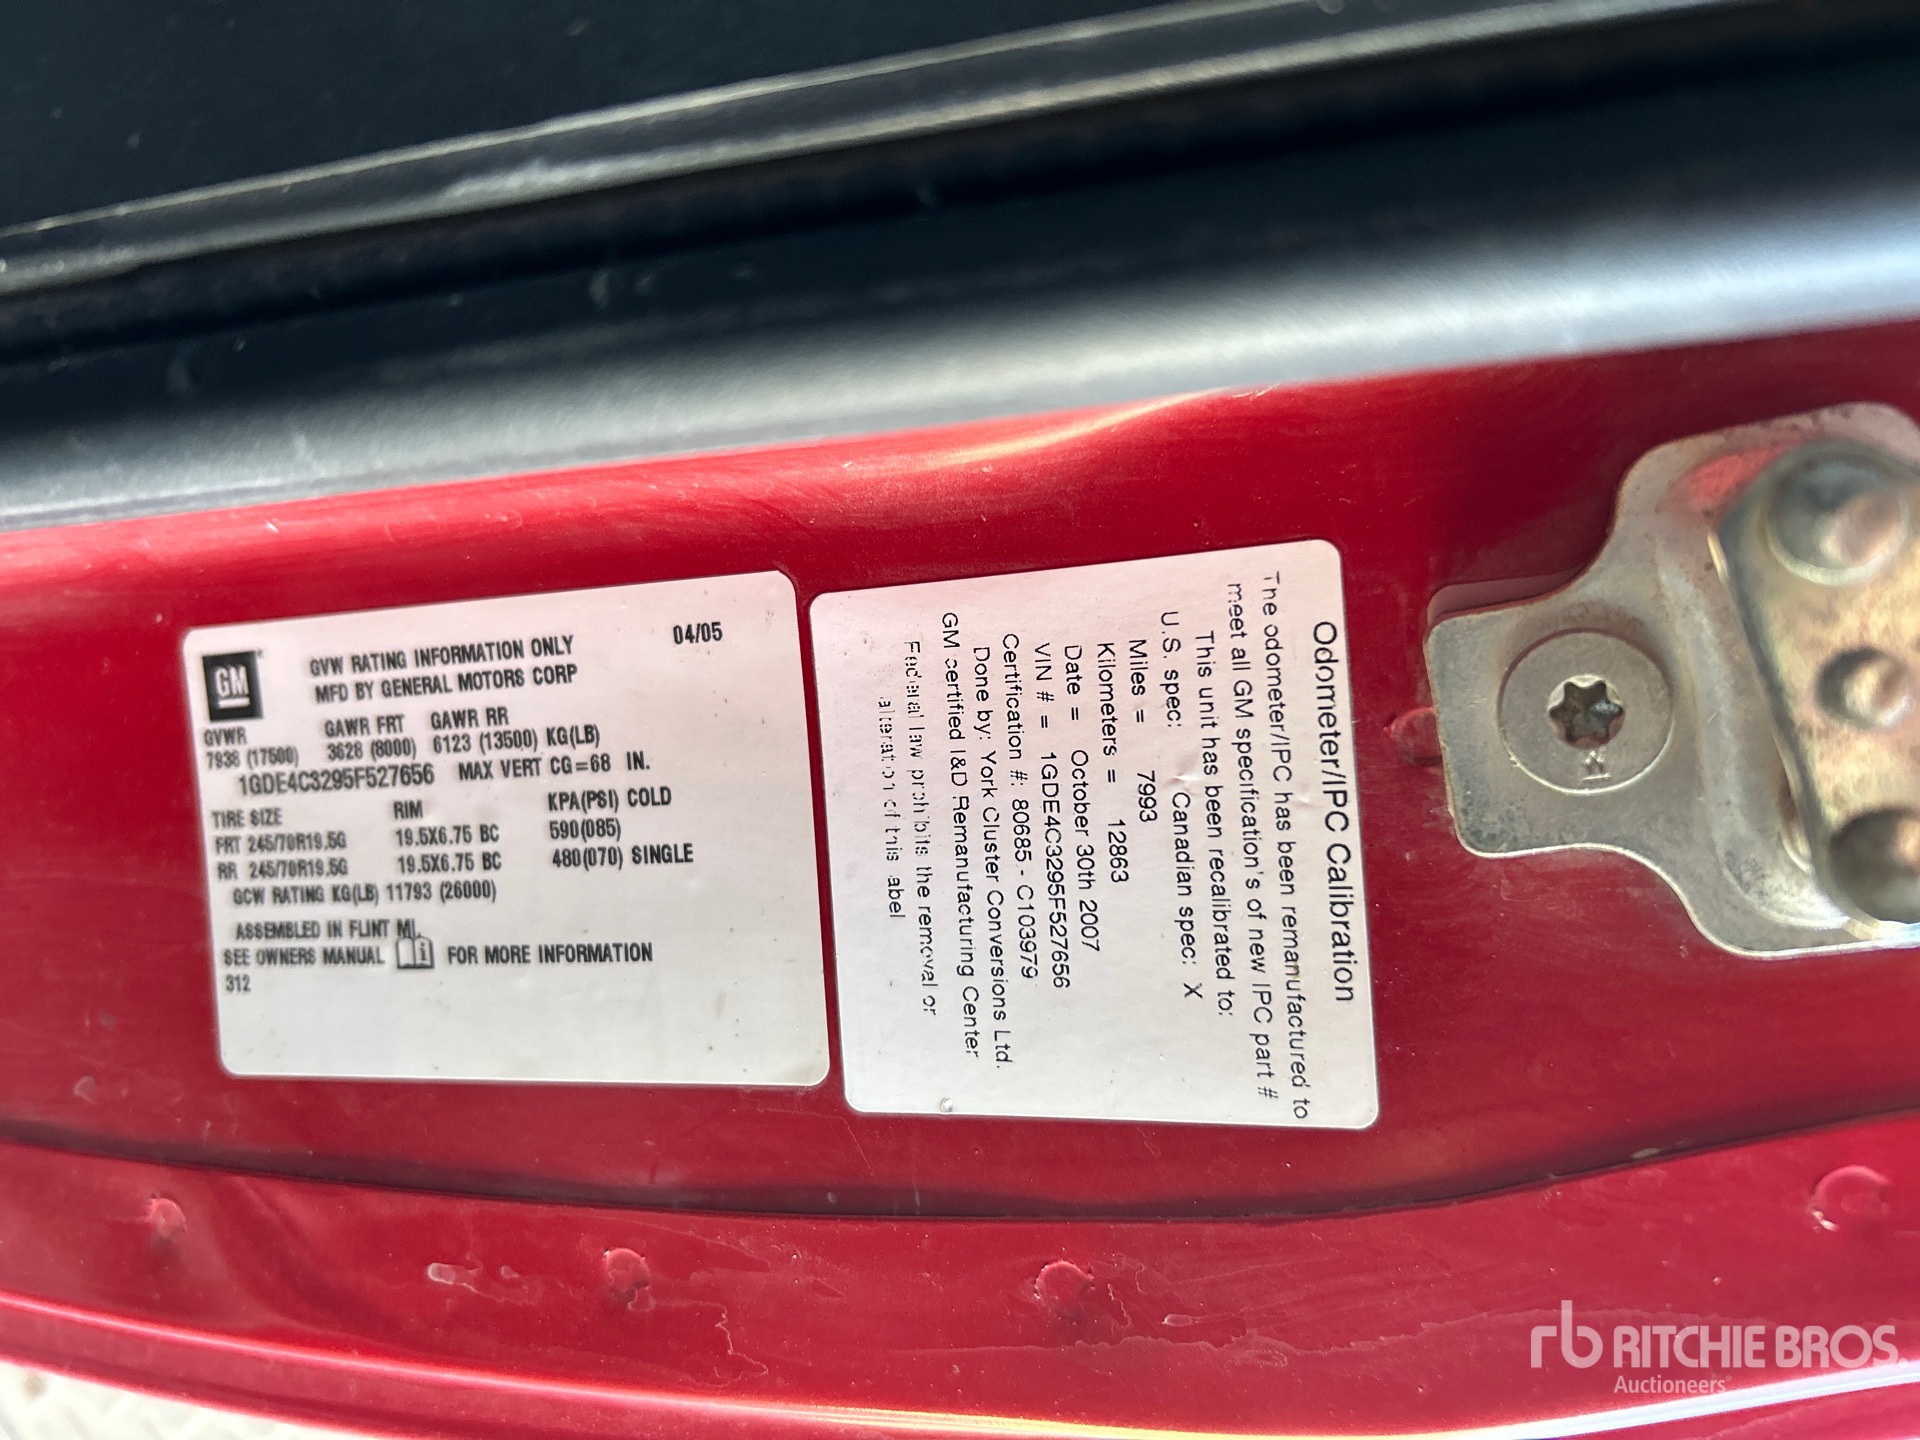 GM
GVW RATING INFORMATION ONLY
MFD BY GENERAL MOTORS CORP
04/05
GVWR GAWR FRT GAWR RR
7938 (17500) 3628 (8000) 6123 (13500) KG(LB)
1GDE4C3295F527656 MAX VERT CG=68 IN.
TIRE SIZE RIM KPA(PSI) COLD
FRT 245/70R19.5G 19.5X6.75 BC 590(085)
RR 245/70R19.5G 19.5X6.75 BC 480(070) SINGLE
GCW RATING KG(LB) 11793 (26000)
ASSEMBLED IN FLINT MI.
SEE OWNERS MANUAL FOR MORE INFORMATION
312
Odometer/IPC Calibration
The odometer/IPC has been remanufactured to
meet all GM specification's of new IPC part #
This unit has been recalibrated to:
U.S. spec: Canadian spec: X
Miles = 7993
Kilometers = 12863
Date = October 30th 2007
VIN # = 1GDE4C3295F527656
Certification #: 80685 - C103979
Done by: York Cluster Conversions Ltd.
GM certified I&D Remanufacturing Center
Federal law prohibits the removal or
alteration of this label
rb RITCHIE BROS.
Auctioneers